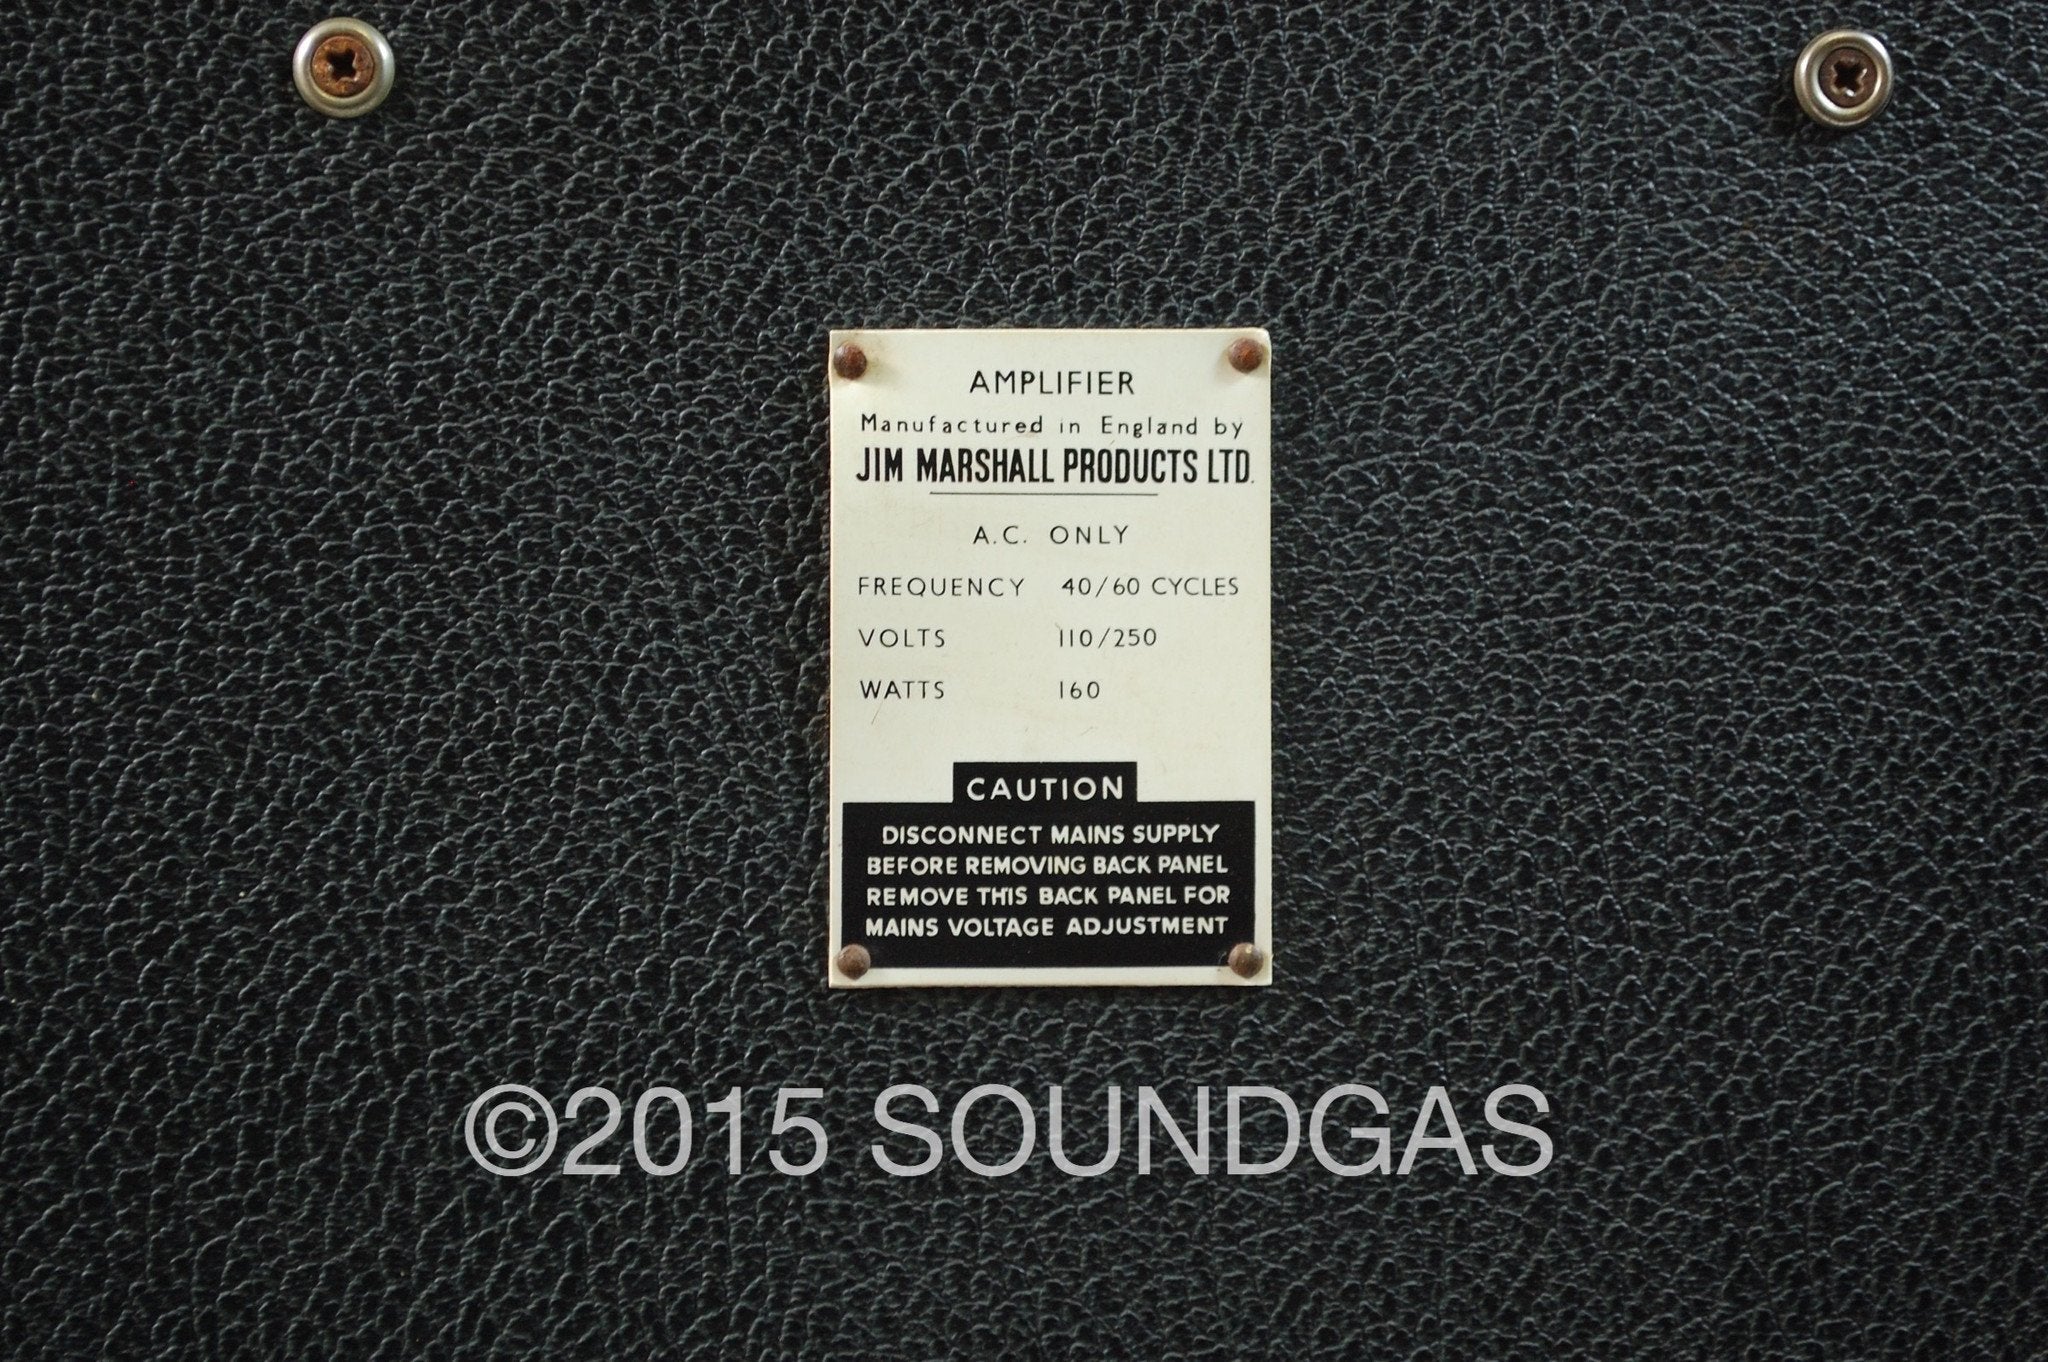 AMPLIFIER
Manufactured in England by
JIM MARSHALL PRODUCTS LTD.
A.C. ONLY
FREQUENCY 40/60 CYCLES
VOLTS 110/250
WATTS 160
CAUTION
DISCONNECT MAINS SUPPLY
BEFORE REMOVING BACK PANEL
REMOVE THIS BACK PANEL FOR
MAINS VOLTAGE ADJUSTMENT
©2015 SOUNDGAS